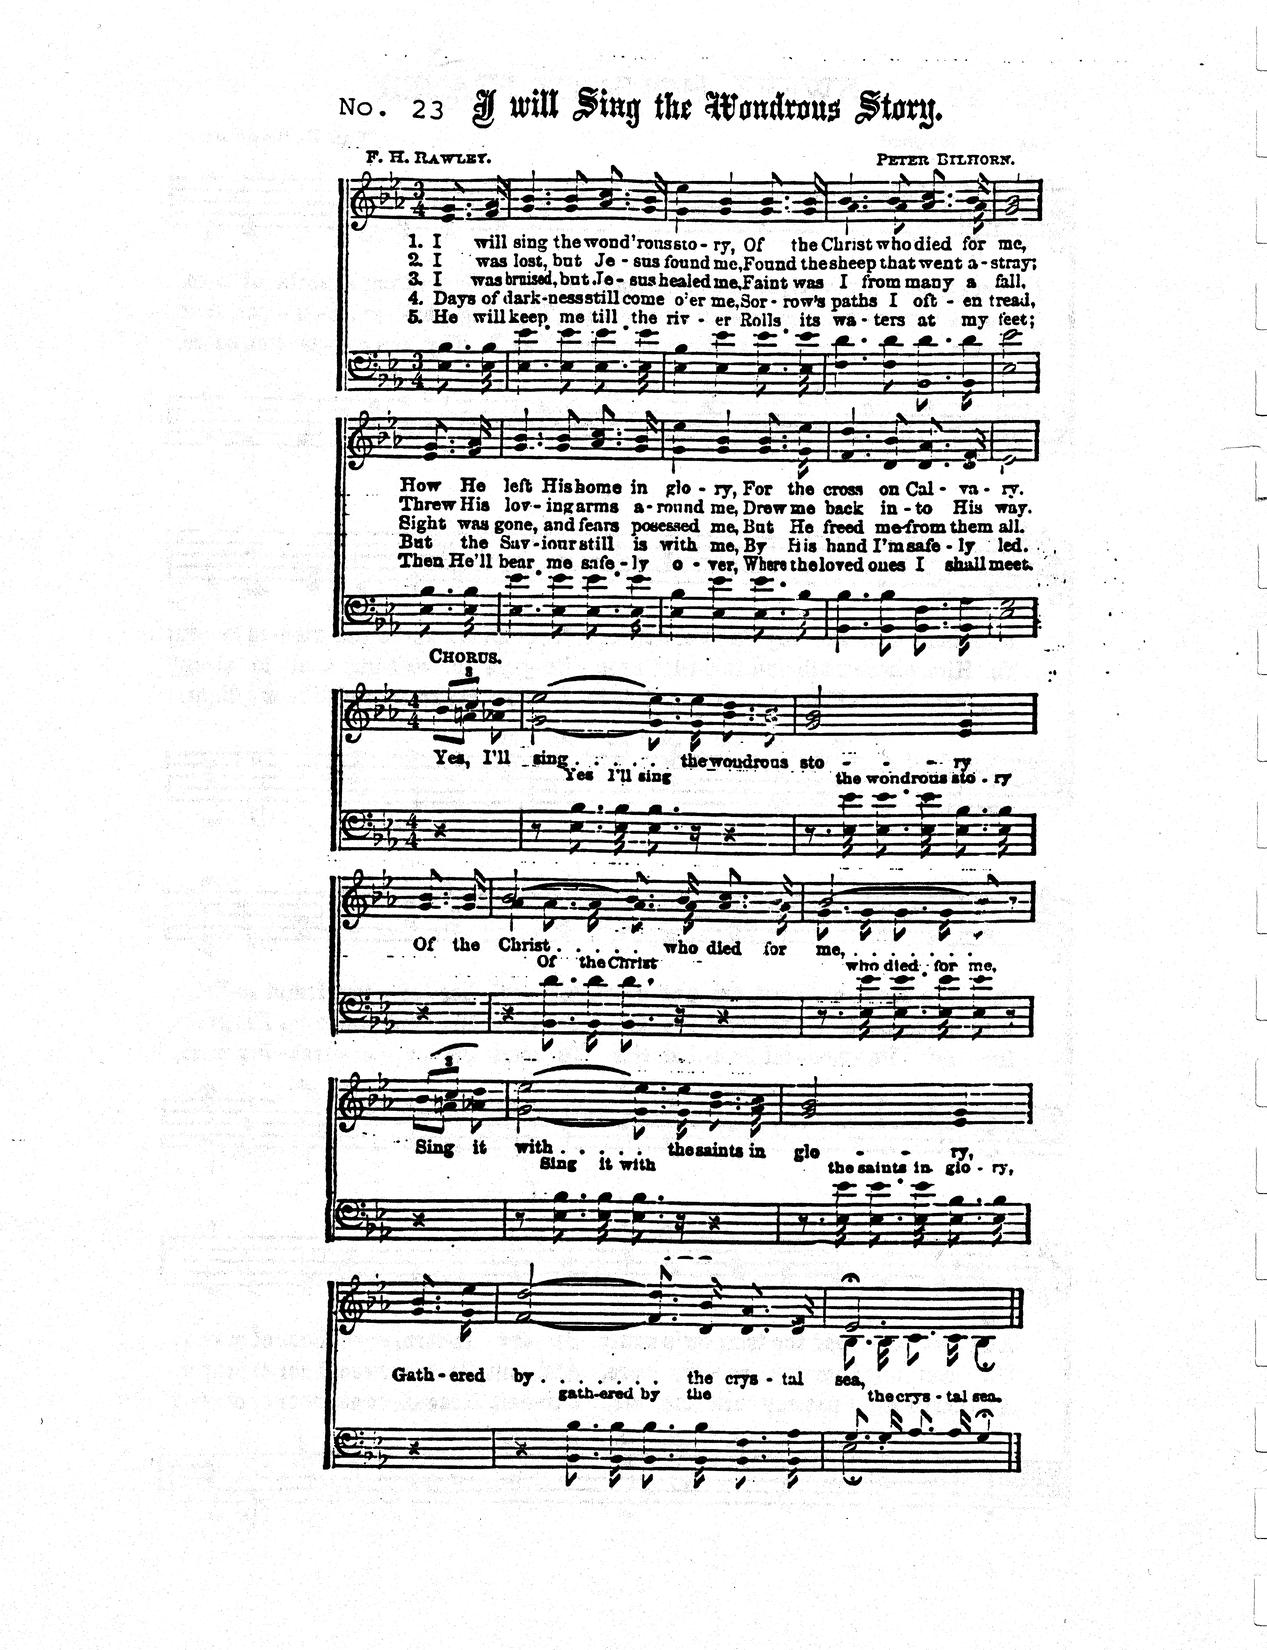 No. 23 I will Sing the Wondrous Story.
F. H. RAWLEY. PETER BILHORN.
1. I will sing the wond'rous sto - ry, Of the Christ who died for me,
2. I was lost, but Je - sus found me, Found the sheep that went a - stray;
3. I was bruised, but Je - sus healed me, Faint was I from many a fall,
4. Days of dark - ness still come o'er me, Sor - row's paths I oft - en tread,
5. He will keep me till the riv - er Rolls its wa - ters at my feet;
How He left His home in glo - ry, For the cross on Cal - va - ry.
Threw His lov - ing arms a - round me, Drew me back in - to His way.
Sight was gone, and fears posessed me, But He freed me from them all.
But the Sav - iour still is with me, By His hand I'm safe - ly led.
Then He'll bear me safe - ly o - ver, Where the loved ones I shall meet.
CHORUS.
3
Yes, I'll sing . . . . . the wondrous sto - - - ry
Yes I'll sing the wondrous sto - ry
Of the Christ . . . . . who died for me, . . . . . .
Of the Christ who died for me,
3
Sing it with . . . . . the saints in glo - - - ry,
Sing it with the saints in glo - ry,
Gath - ered by . . . . . . . the crys - tal sea,
gath-ered by the the crys - tal sea.